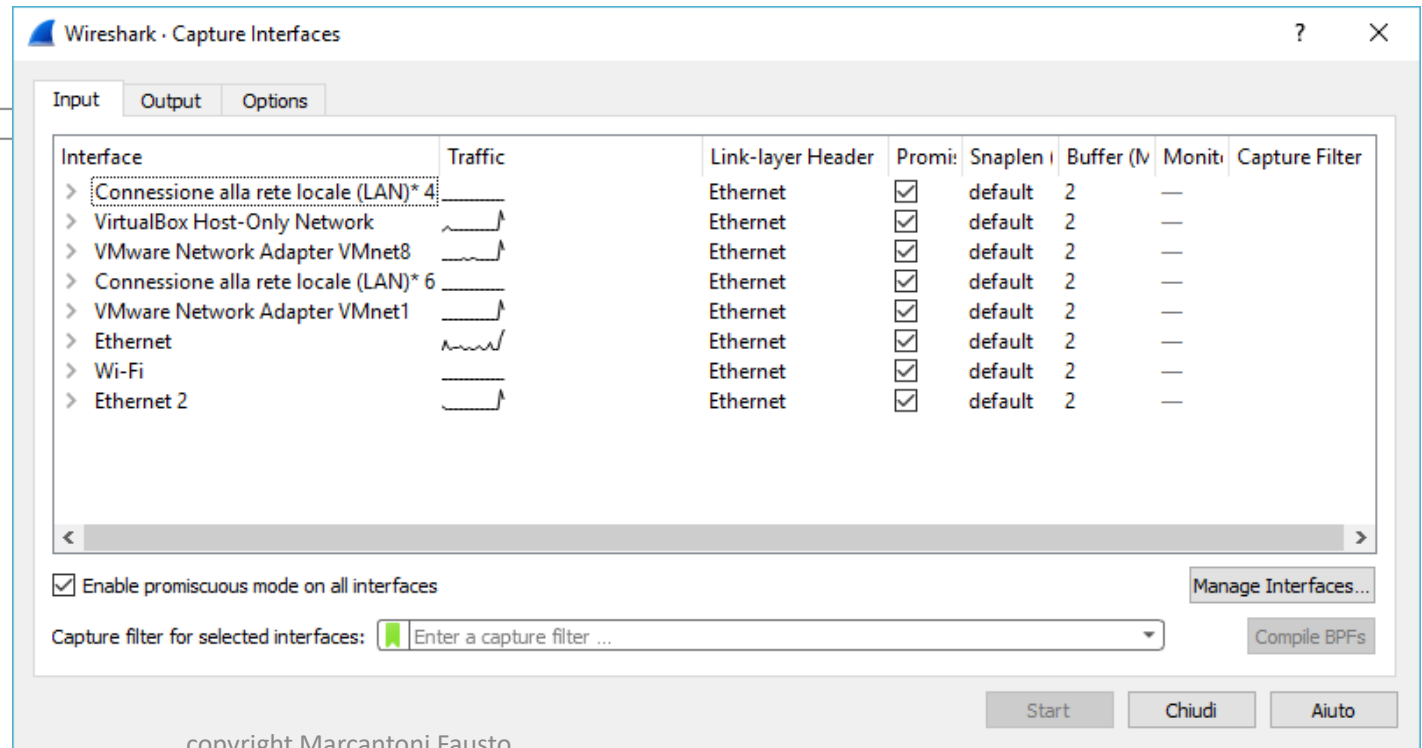 Wireshark · Capture Interfaces ?
Input Output Options
Interface Traffic Link-layer Header Promis Snaplen ( Buffer (M Monito Capture Filter
Connessione alla rete locale (LAN)* 4 Ethernet default 2 —
VirtualBox Host-Only Network Ethernet default 2 —
VMware Network Adapter VMnet8 Ethernet default 2 —
Connessione alla rete locale (LAN)* 6 Ethernet default 2 —
VMware Network Adapter VMnet1 Ethernet default 2 —
Ethernet Ethernet default 2 —
Wi-Fi Ethernet default 2 —
Ethernet 2 Ethernet default 2 —
Enable promiscuous mode on all interfaces Manage Interfaces...
Capture filter for selected interfaces: Enter a capture filter ... Compile BPFs
Start Chiudi Aiuto
copyright Marcantoni Fausto